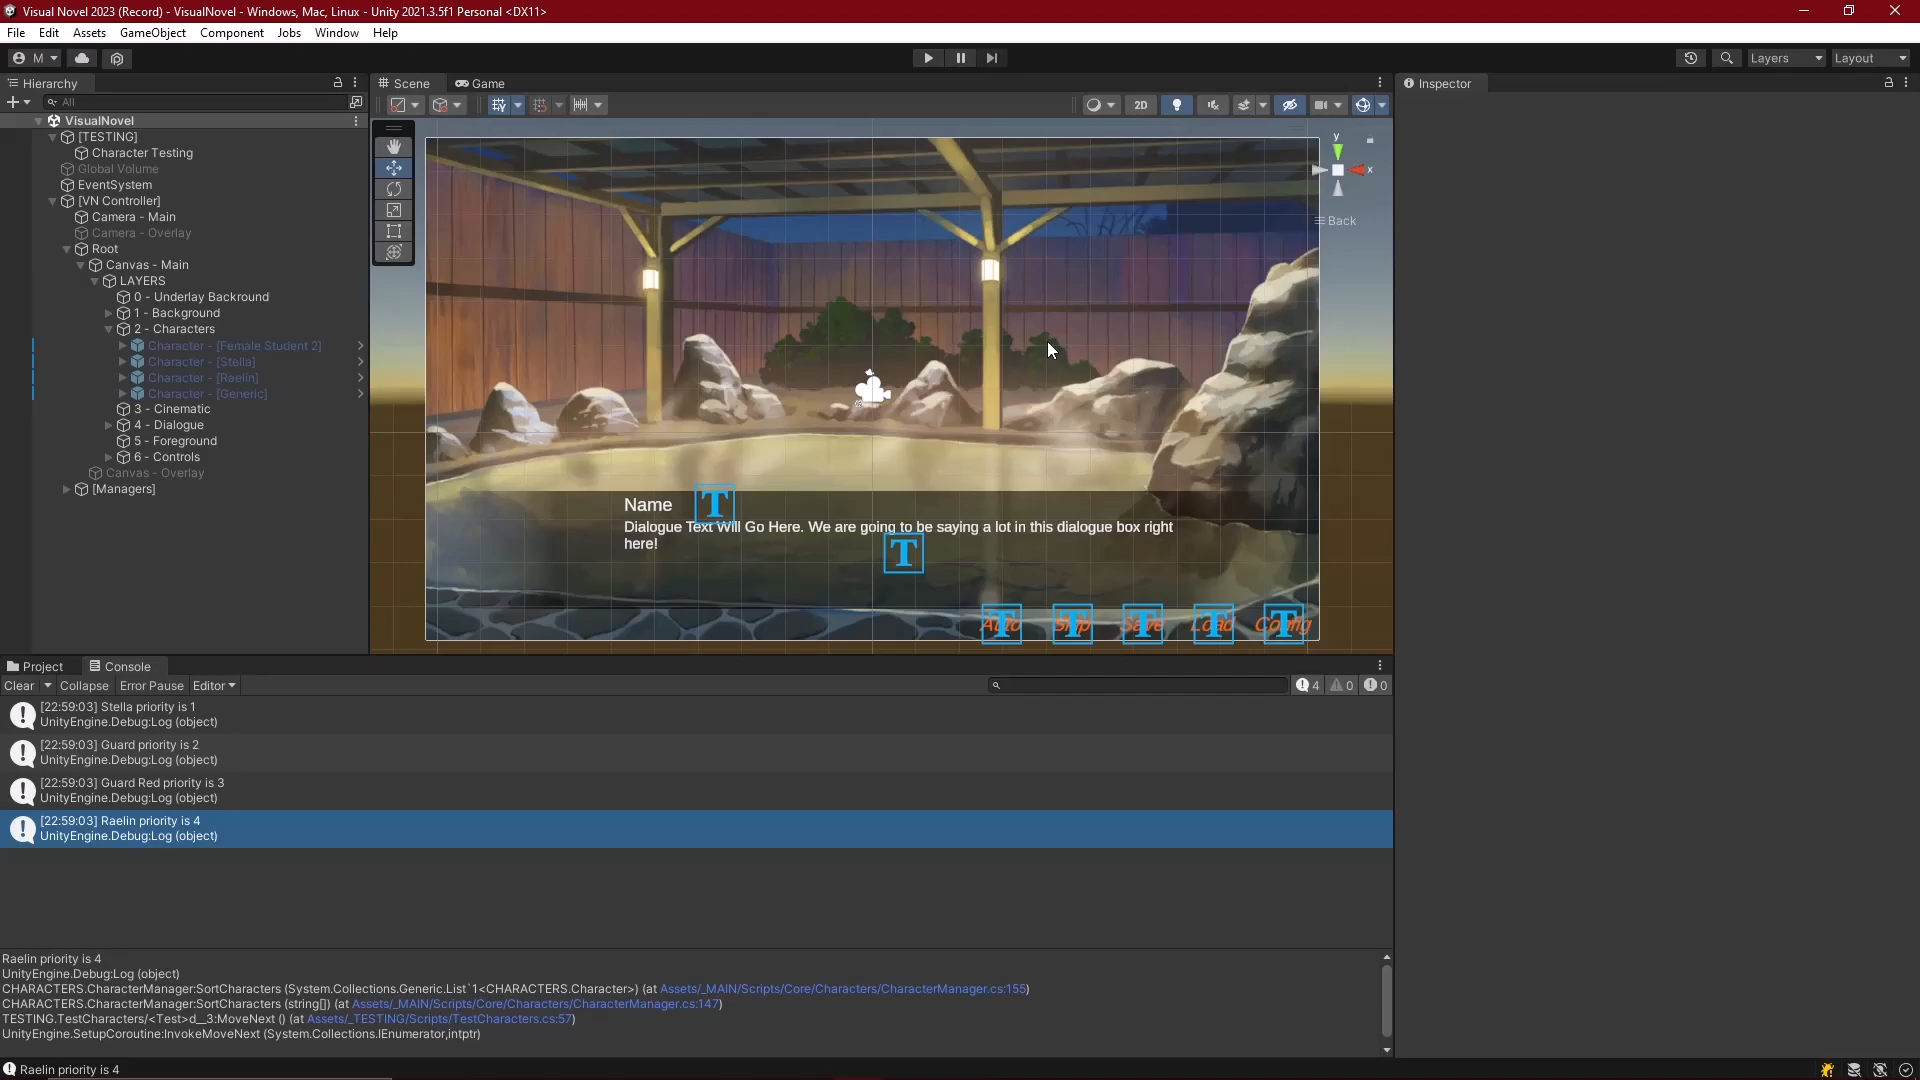 Visual Novel 2023 (Record) - VisualNovel - Windows, Mac, Linux - Unity 2021.3.5f1 Personal <DX11>
File Edit Assets GameObject Component Jobs Window Help
M
Layers Layout
Hierarchy
Scene Game
Inspector
All
2D
VisualNovel
[TESTING]
Character Testing
Global Volume
EventSystem
[VN Controller]
Camera - Main
Camera - Overlay
Root
Canvas - Main
LAYERS
0 - Underlay Backround
1 - Background
2 - Characters
Character - [Female Student 2]
Character - [Stella]
Character - [Raelin]
Character - [Generic]
3 - Cinematic
4 - Dialogue
5 - Foreground
6 - Controls
Canvas - Overlay
[Managers]
y
x
Back
Name T
Dialogue Text Will Go Here. We are going to be saying a lot in this dialogue box right
here!
T
Auto Skip Save Load Config
T T T T T
Project Console
Clear Collapse Error Pause Editor
4 0 0
[22:59:03] Stella priority is 1
UnityEngine.Debug:Log (object)
[22:59:03] Guard priority is 2
UnityEngine.Debug:Log (object)
[22:59:03] Guard Red priority is 3
UnityEngine.Debug:Log (object)
[22:59:03] Raelin priority is 4
UnityEngine.Debug:Log (object)
Raelin priority is 4
UnityEngine.Debug:Log (object)
CHARACTERS.CharacterManager:SortCharacters (System.Collections.Generic.List`1<CHARACTERS.Character>) (at Assets/_MAIN/Scripts/Core/Characters/CharacterManager.cs:155)
CHARACTERS.CharacterManager:SortCharacters (string[]) (at Assets/_MAIN/Scripts/Core/Characters/CharacterManager.cs:147)
TESTING.TestCharacters/<Test>d__3:MoveNext () (at Assets/_TESTING/Scripts/TestCharacters.cs:57)
UnityEngine.SetupCoroutine:InvokeMoveNext (System.Collections.IEnumerator,intptr)
Raelin priority is 4